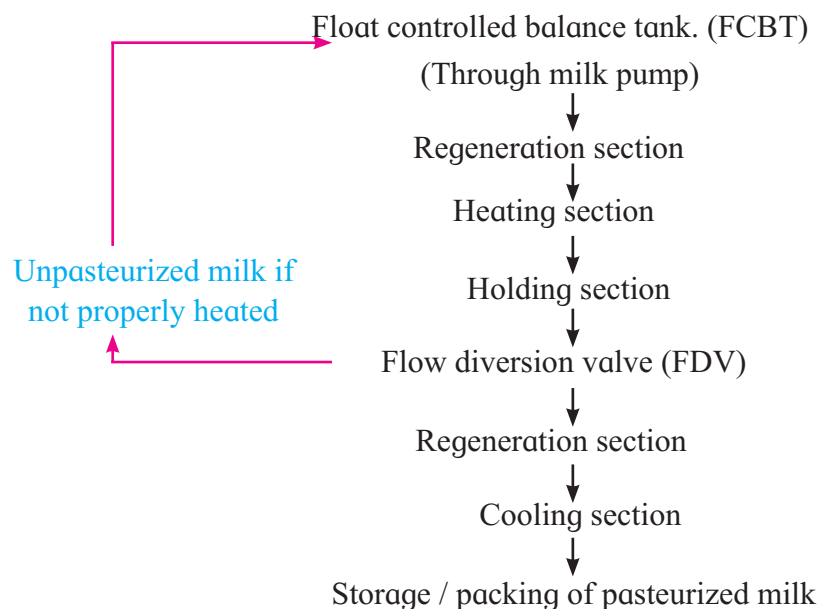 Float controlled balance tank. (FCBT)
(Through milk pump)
Regeneration section
Heating section
Unpasteurized milk if
not properly heated
Holding section
Flow diversion valve (FDV)
Regeneration section
Cooling section
Storage / packing of pasteurized milk